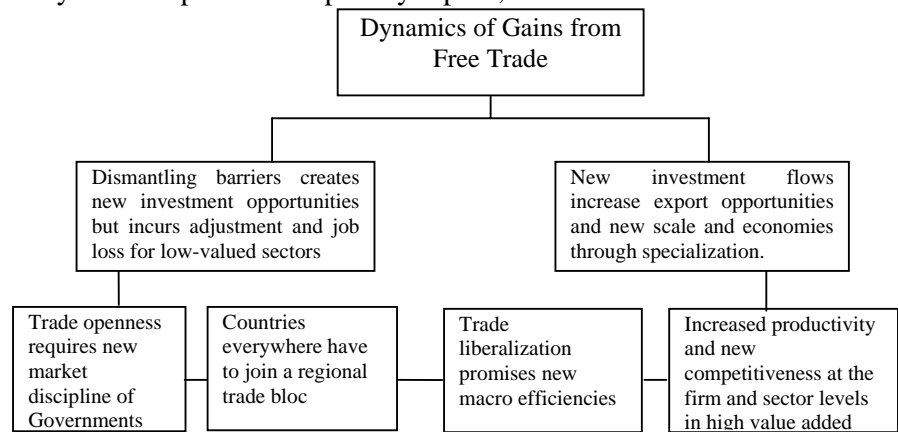 Dynamics of Gains from
Free Trade
Dismantling barriers creates
new investment opportunities
but incurs adjustment and job
loss for low-valued sectors
New investment flows
increase export opportunities
and new scale and economies
through specialization.
Trade openness
requires new
market
discipline of
Governments
Countries
everywhere have
to join a regional
trade bloc
Trade
liberalization
promises new
macro efficiencies
Increased productivity
and new
competitiveness at the
firm and sector levels
in high value added